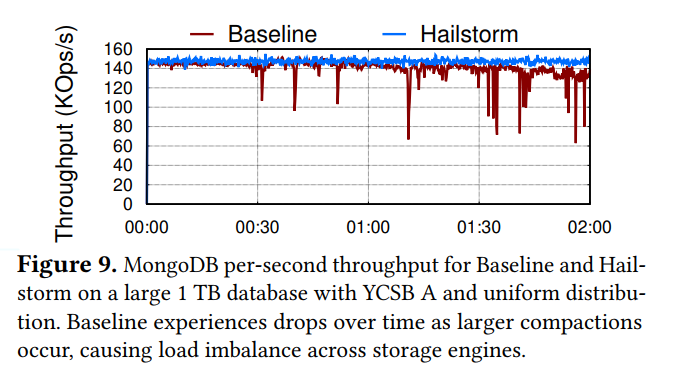 Baseline Hailstorm
Throughput (KOps/s)
160
140
120
100
80
60
40
20
0
00:00 00:30 01:00 01:30 02:00
Figure 9. MongoDB per-second throughput for Baseline and Hail-
storm on a large 1 TB database with YCSB A and uniform distribu-
tion. Baseline experiences drops over time as larger compactions
occur, causing load imbalance across storage engines.